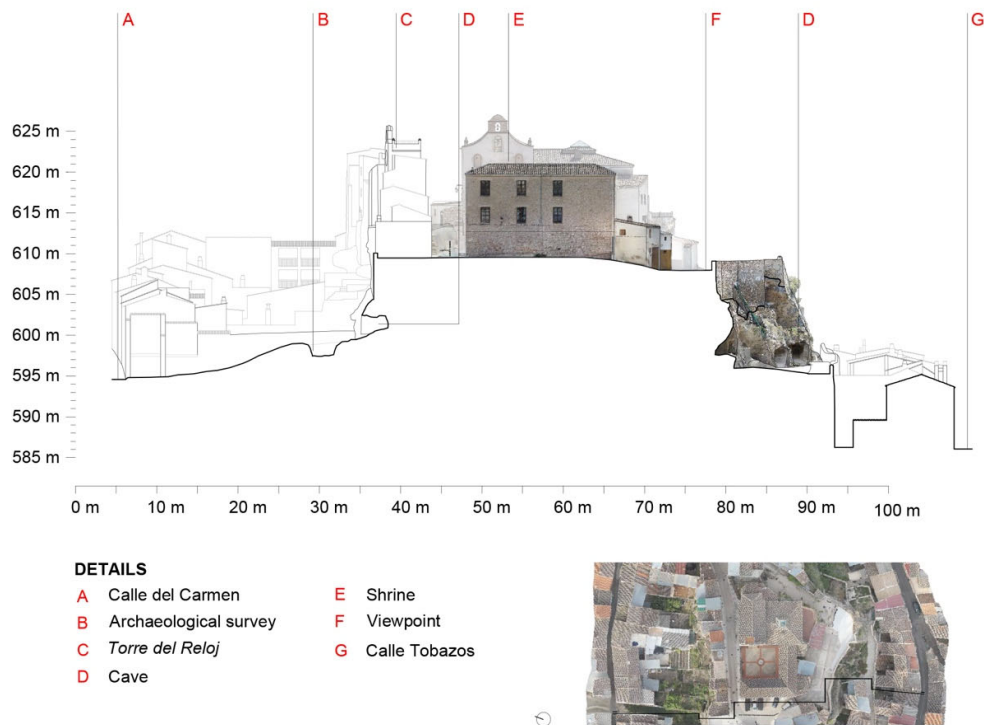 A B C D E F D G
625 m
620 m
615 m
610 m
605 m
600 m
595 m
590 m
585 m
0 m 10 m 20 m 30 m 40 m 50 m 60 m 70 m 80 m 90 m 100 m
DETAILS
A Calle del Carmen
B Archaeological survey
C Torre del Reloj
D Cave
E Shrine
F Viewpoint
G Calle Tobazos